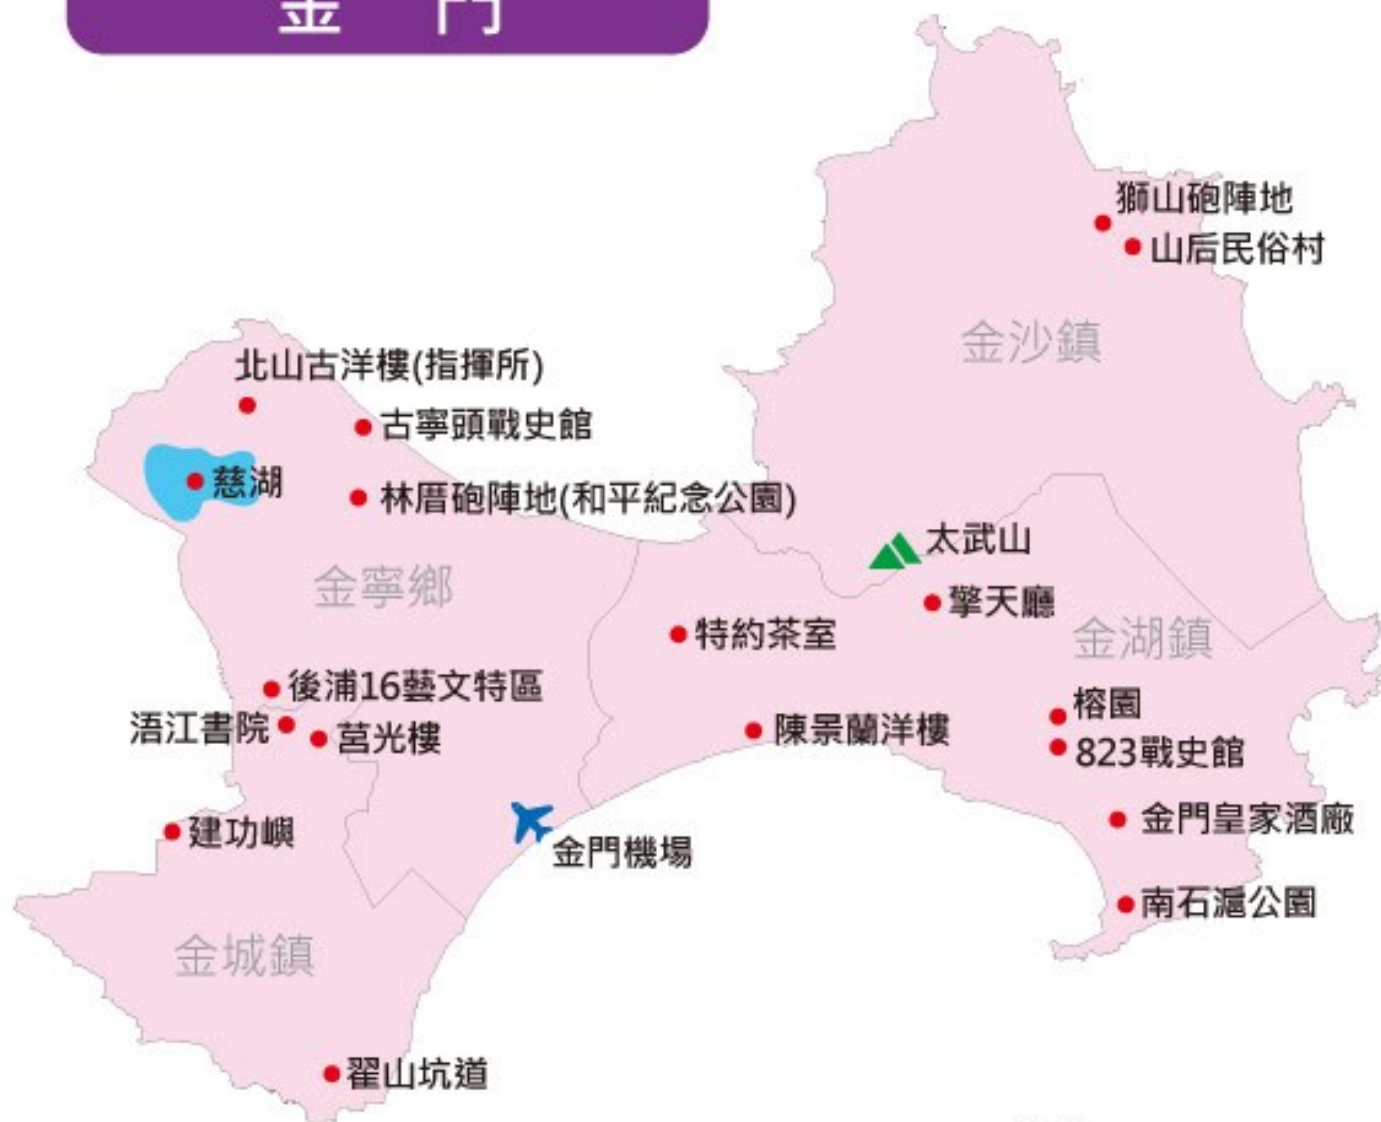 金門
獅山砲陣地
山后民俗村
金沙鎮
北山古洋樓(指揮所)
古寧頭戰史館
慈湖
林厝砲陣地(和平紀念公園)
太武山
金寧鄉
擎天廳
特約茶室
金湖鎮
後浦16藝文特區
浯江書院
莒光樓
陳景蘭洋樓
榕園
823戰史館
金門皇家酒廠
建功嶼
金門機場
南石滬公園
金城鎮
翟山坑道